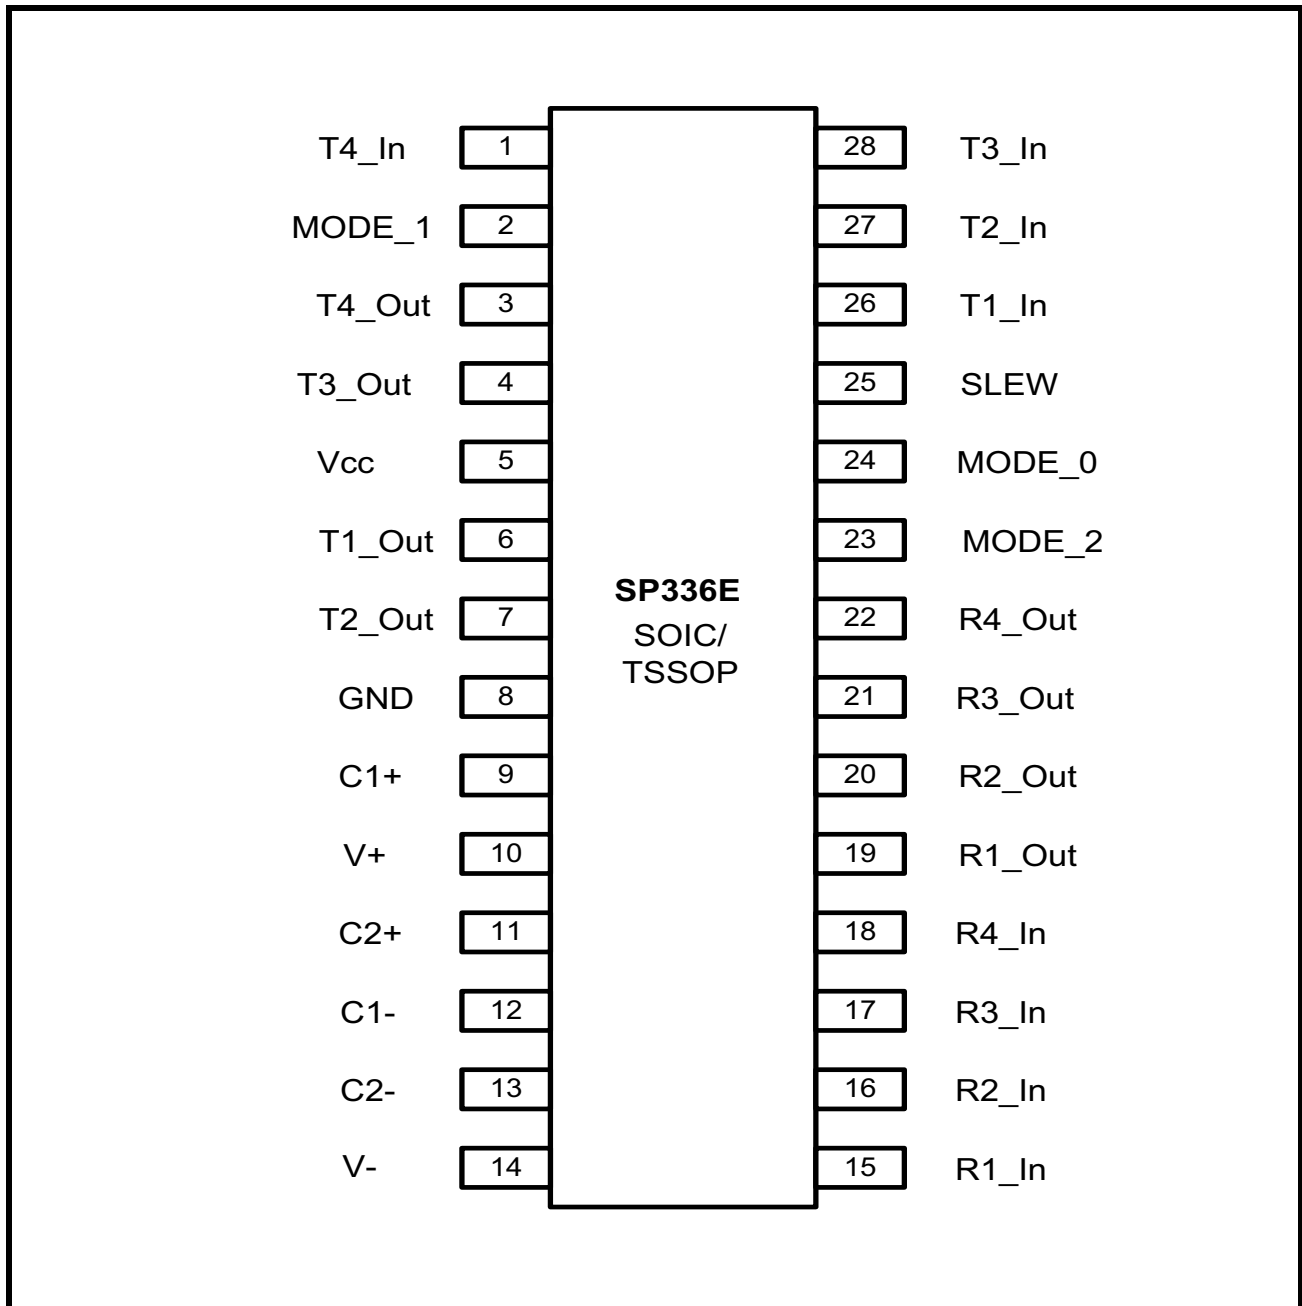 T4_In 1 28 T3_In
MODE_1 2 27 T2_In
T4_Out 3 26 T1_In
T3_Out 4 25 SLEW
Vcc 5 24 MODE_0
T1_Out 6 23 MODE_2
SP336E
T2_Out 7 22 R4_Out
SOIC/
TSSOP
GND 8 21 R3_Out
C1+ 9 20 R2_Out
V+ 10 19 R1_Out
C2+ 11 18 R4_In
C1- 12 17 R3_In
C2- 13 16 R2_In
V- 14 15 R1_In